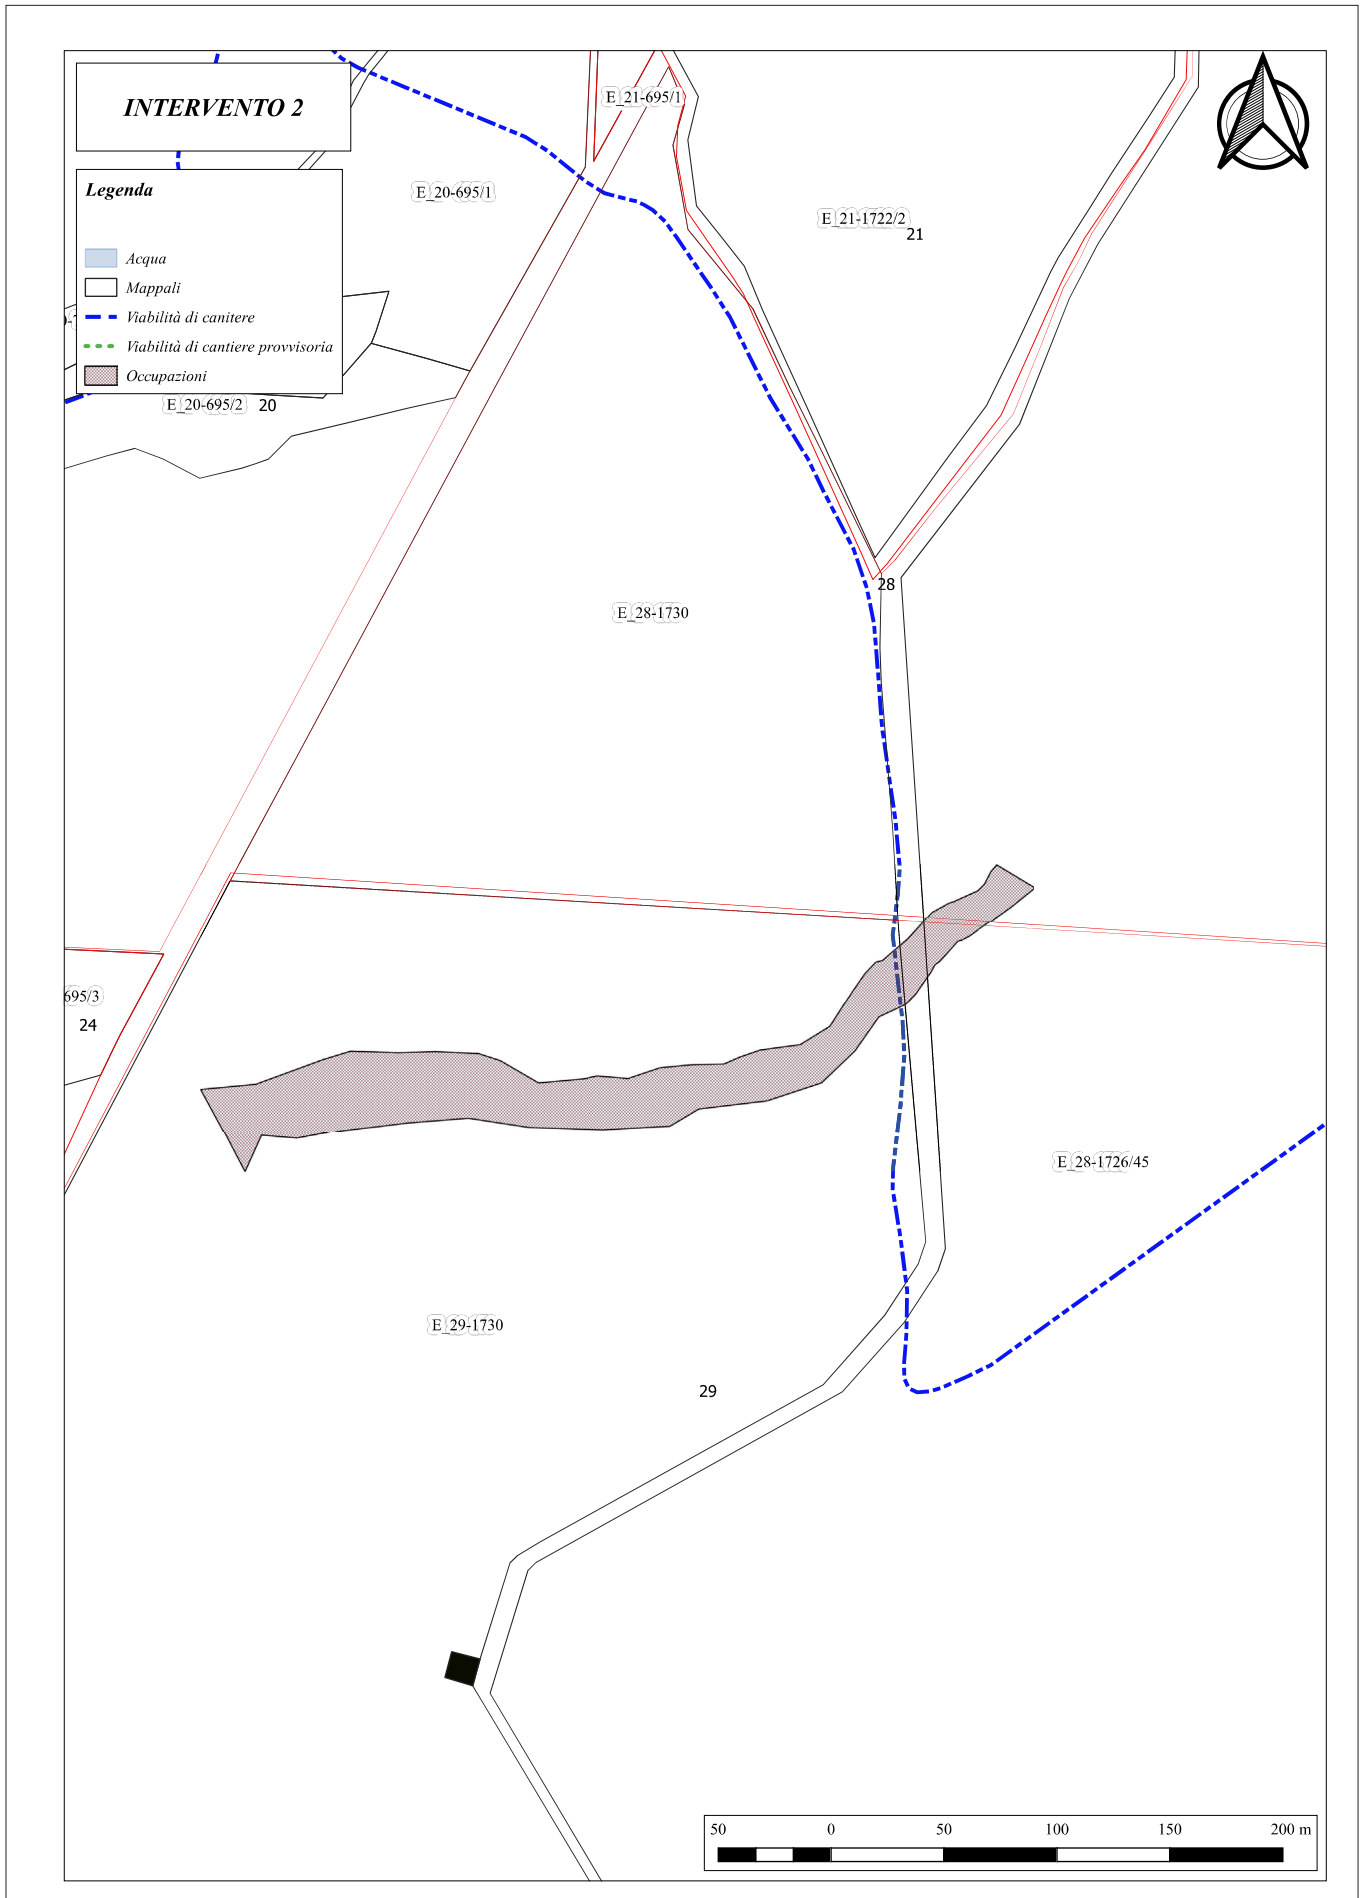 INTERVENTO 2
E_21-695/1
E_20-695/1
Legenda
E_21-1722/2
21
Acqua
Mappali
Viabilità di canitere
Viabilità di cantiere provvisoria
Occupazioni
E_20-695/2
20
28
E_28-1730
695/3
24
E_28-1726/45
E_29-1730
29
50 0 50 100 150 200 m